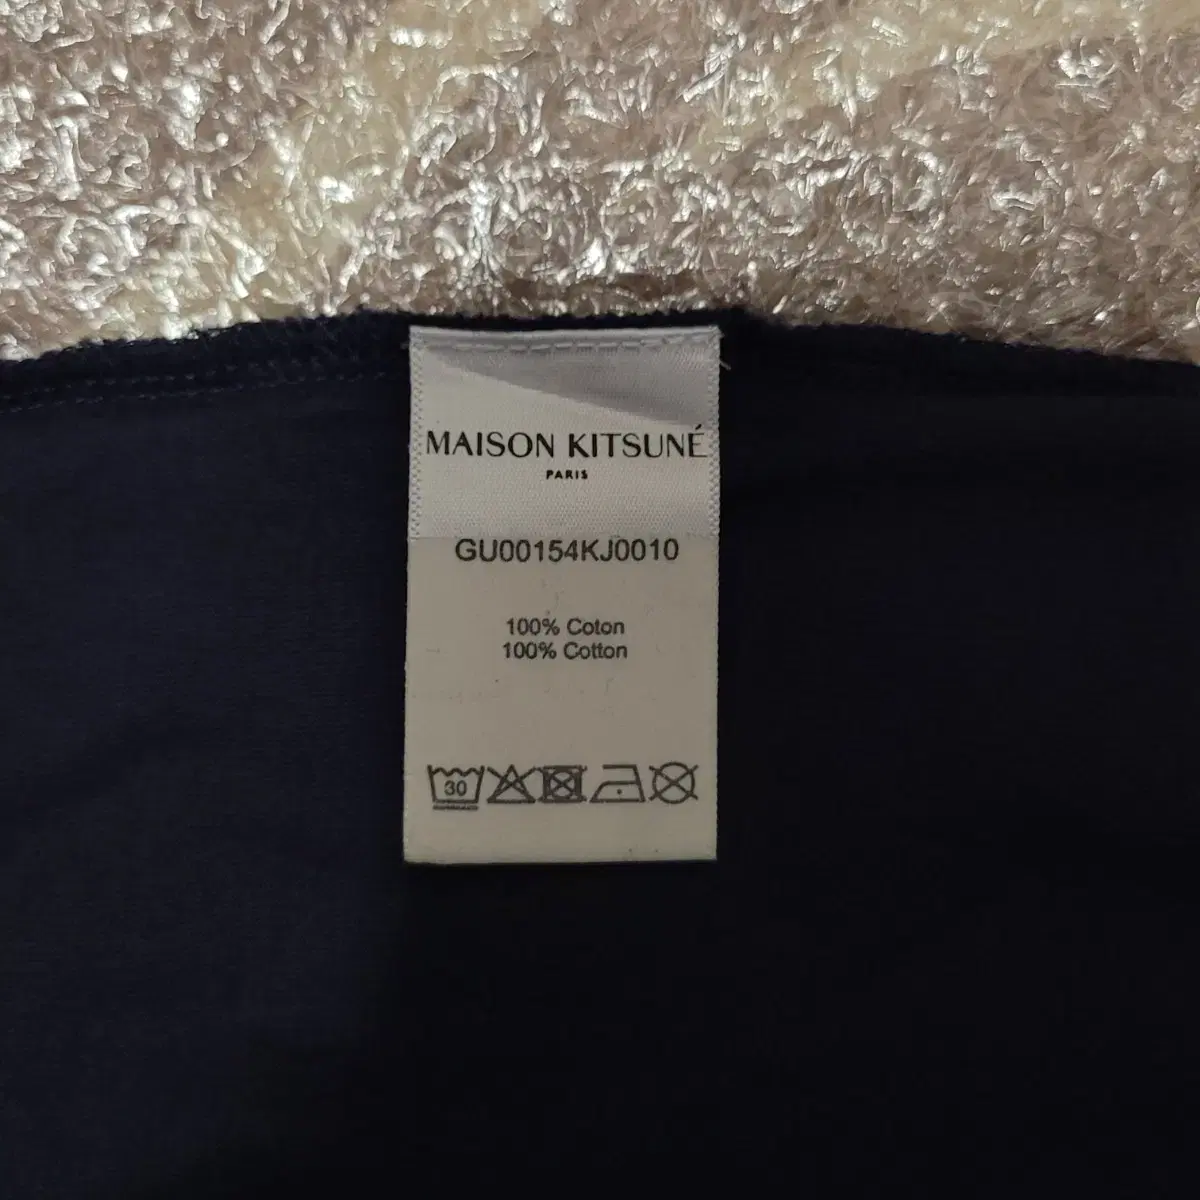 MAISON KITSUNÉ
PARIS
GU00154KJ0010
100% Coton
100% Cotton
30